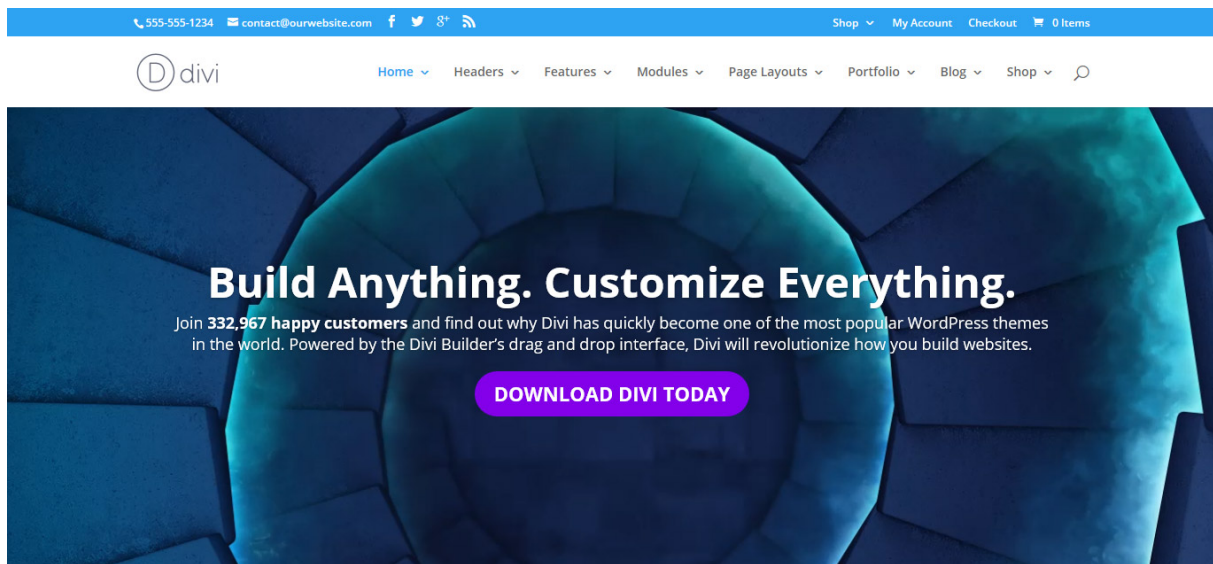 555-555-1234 contact@ourwebsite.com Shop My Account Checkout 0 Items
D divi Home Headers Features Modules Page Layouts Portfolio Blog Shop
Build Anything. Customize Everything.
Join 332,967 happy customers and find out why Divi has quickly become one of the most popular WordPress themes
in the world. Powered by the Divi Builder’s drag and drop interface, Divi will revolutionize how you build websites.
DOWNLOAD DIVI TODAY